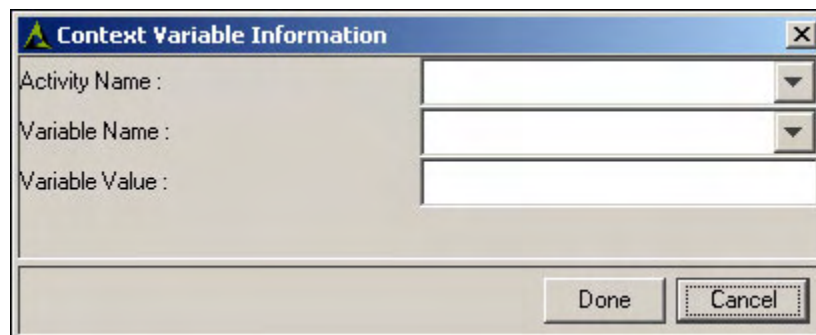 Context Variable Information
Activity Name :
Variable Name :
Variable Value :
Done Cancel